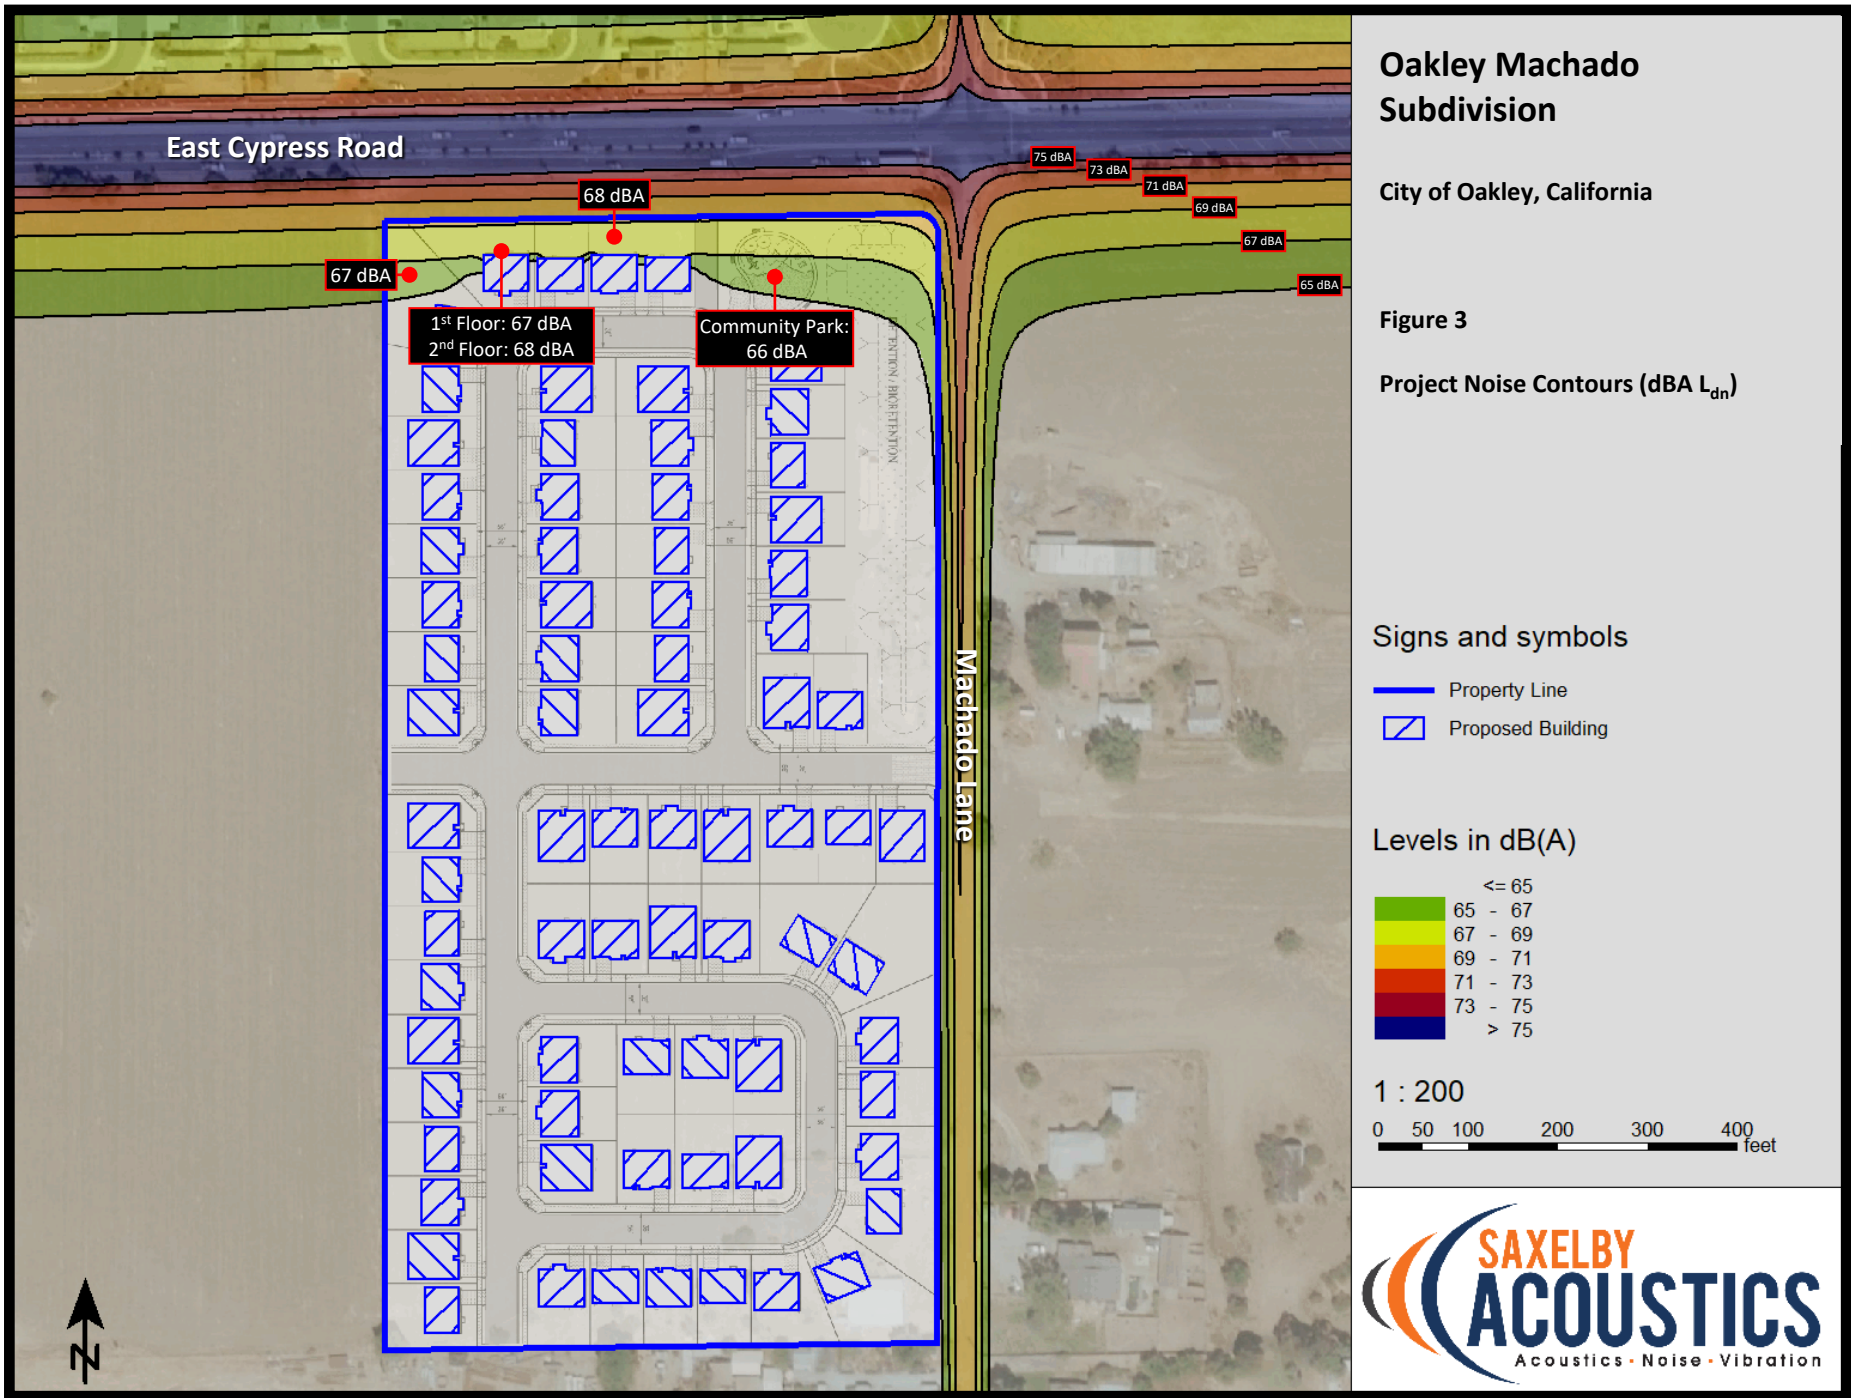 East Cypress Road
68 dBA
67 dBA
1st Floor: 67 dBA
2nd Floor: 68 dBA
Community Park:
66 dBA
75 dBA
73 dBA
71 dBA
69 dBA
67 dBA
65 dBA
Machado Lane
N
Oakley Machado
Subdivision
City of Oakley, California
Figure 3
Project Noise Contours (dBA Ldn)
Signs and symbols
Property Line
Proposed Building
Levels in dB(A)
<= 65
65 - 67
67 - 69
69 - 71
71 - 73
73 - 75
> 75
1 : 200
0 50 100 200 300 400
feet
SAXELBY
ACOUSTICS
Acoustics · Noise · Vibration